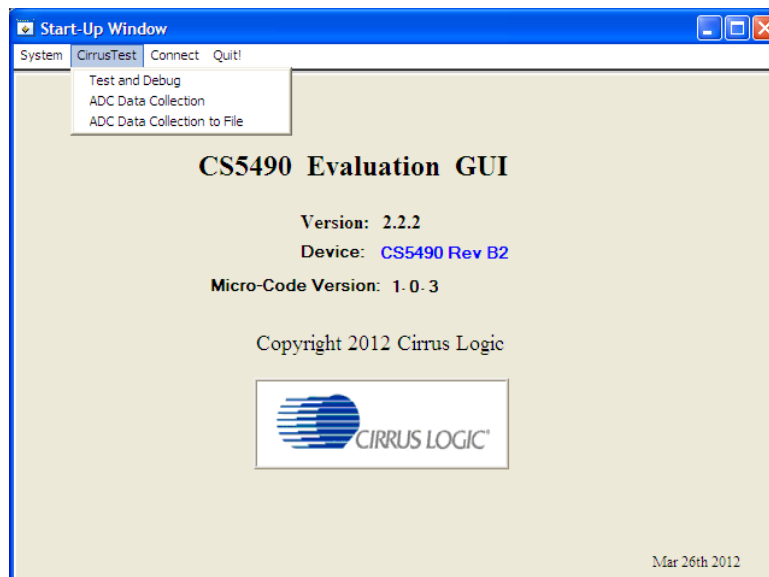 Start-Up Window
System CirrusTest Connect Quit!
Test and Debug
ADC Data Collection
ADC Data Collection to File
CS5490 Evaluation GUI
Version: 2.2.2
Device: CS5490 Rev B2
Micro-Code Version: 1-0-3
Copyright 2012 Cirrus Logic
CIRRUS LOGIC®
Mar 26th 2012